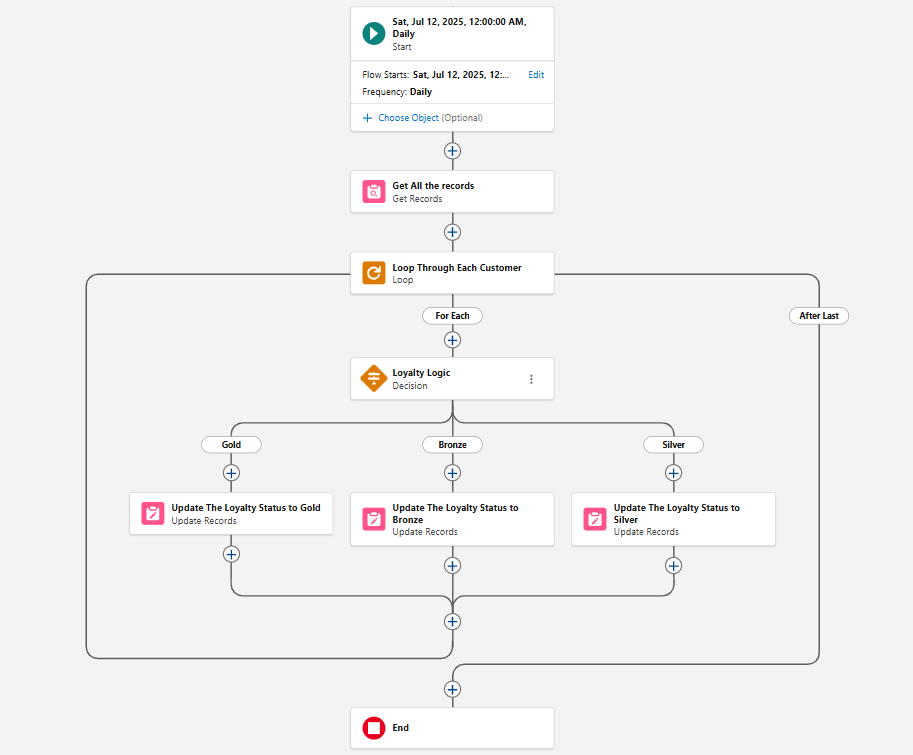 Sat, Jul 12, 2025, 12:00:00 AM,
Daily
Start
Flow Starts: Sat, Jul 12, 2025, 12:... Edit
Frequency: Daily
Choose Object (Optional)
Get All the records
Get Records
Loop Through Each Customer
Loop
For Each
After Last
Loyalty Logic
Decision
Gold
Bronze
Silver
Update The Loyalty Status to Gold
Update Records
Update The Loyalty Status to
Bronze
Update Records
Update The Loyalty Status to
Silver
Update Records
End